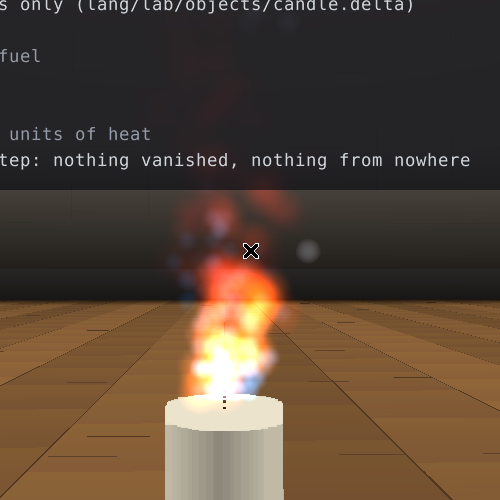 s only (lang/lab/objects/candle.delta)
fuel
units of heat
tep: nothing vanished, nothing from nowhere